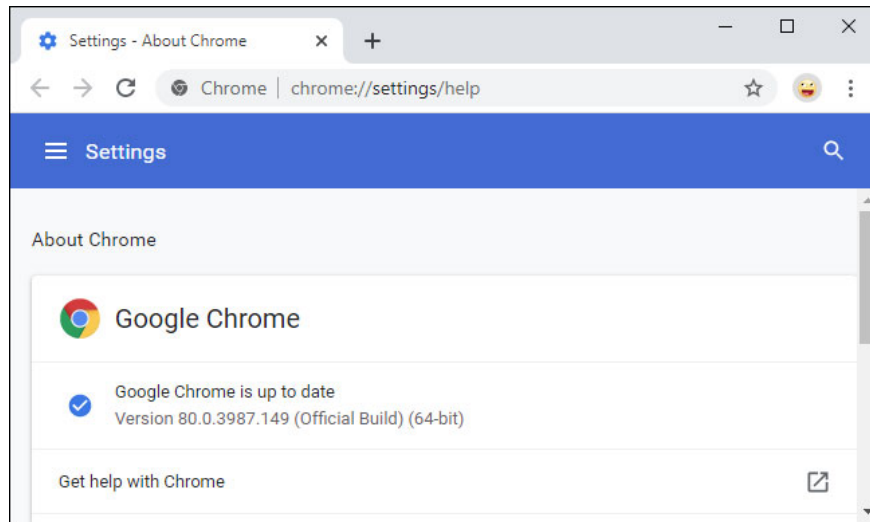 Settings - About Chrome
Chrome | chrome://settings/help
Settings
About Chrome
Google Chrome
Google Chrome is up to date
Version 80.0.3987.149 (Official Build) (64-bit)
Get help with Chrome